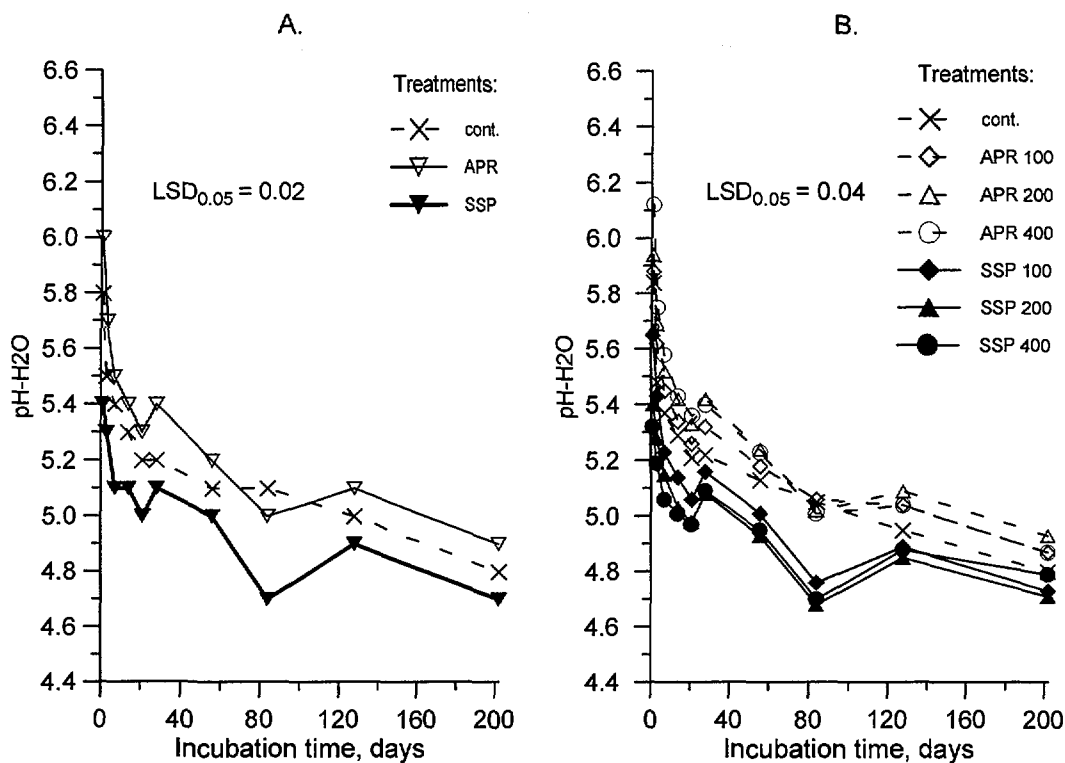 A.
pH-H2O
6.6
6.4
6.2
6.0
5.8
5.6
5.4
5.2
5.0
4.8
4.6
4.4
Treatments:
cont.
APR
SSP
LSD0.05 = 0.02
0 40 80 120 160 200
Incubation time, days
B.
pH-H2O
6.6
6.4
6.2
6.0
5.8
5.6
5.4
5.2
5.0
4.8
4.6
4.4
Treatments:
cont.
APR 100
APR 200
APR 400
SSP 100
SSP 200
SSP 400
LSD0.05 = 0.04
0 40 80 120 160 200
Incubation time, days